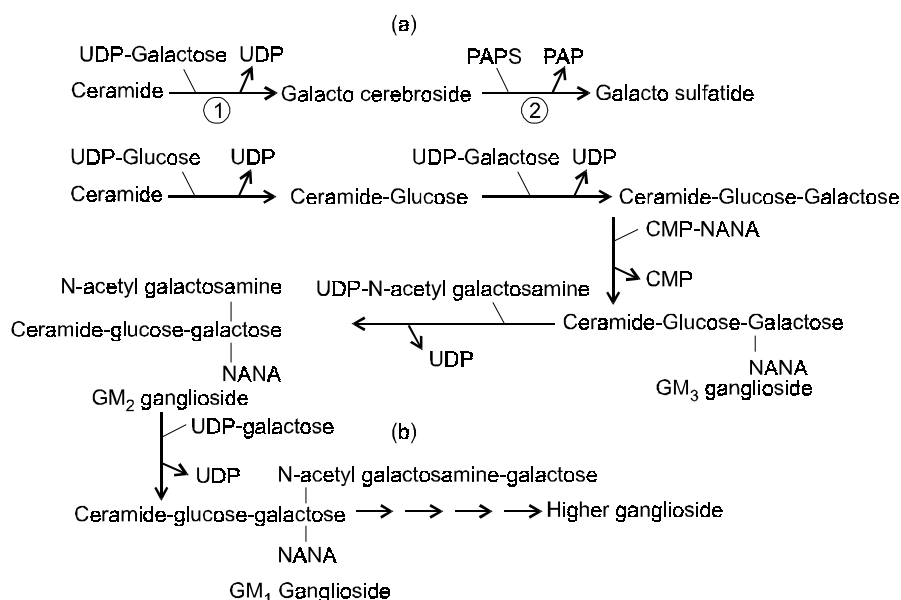 (a)
UDP-Galactose UDP PAPS PAP
Ceramide Galacto cerebroside Galacto sulfatide
1 2
UDP-Glucose UDP UDP-Galactose UDP
Ceramide Ceramide-Glucose Ceramide-Glucose-Galactose
CMP-NANA
CMP
N-acetyl galactosamine UDP-N-acetyl galactosamine
Ceramide-glucose-galactose Ceramide-Glucose-Galactose
UDP
NANA NANA
GM2 ganglioside GM3 ganglioside
UDP-galactose (b)
UDP N-acetyl galactosamine-galactose
Ceramide-glucose-galactose Higher ganglioside
NANA
GM1 Ganglioside